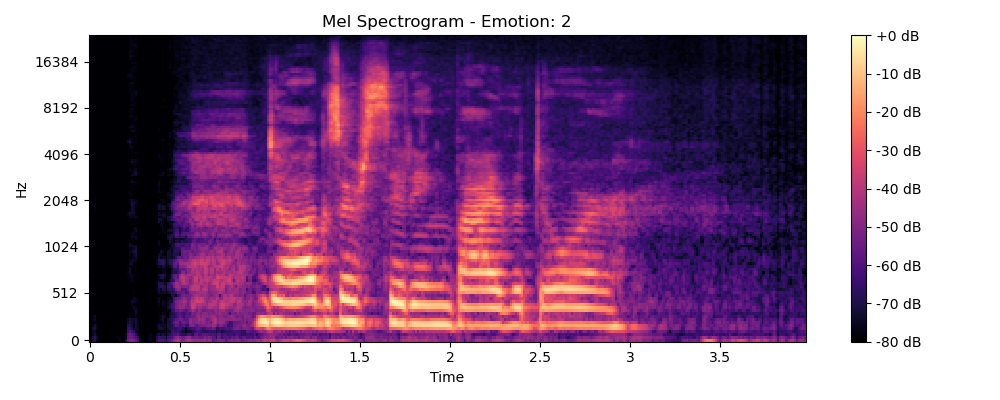 Mel Spectrogram - Emotion: 2
Hz
16384
8192
4096
2048
1024
512
0
0 0.5 1 1.5 2 2.5 3 3.5
Time
+0 dB
-10 dB
-20 dB
-30 dB
-40 dB
-50 dB
-60 dB
-70 dB
-80 dB